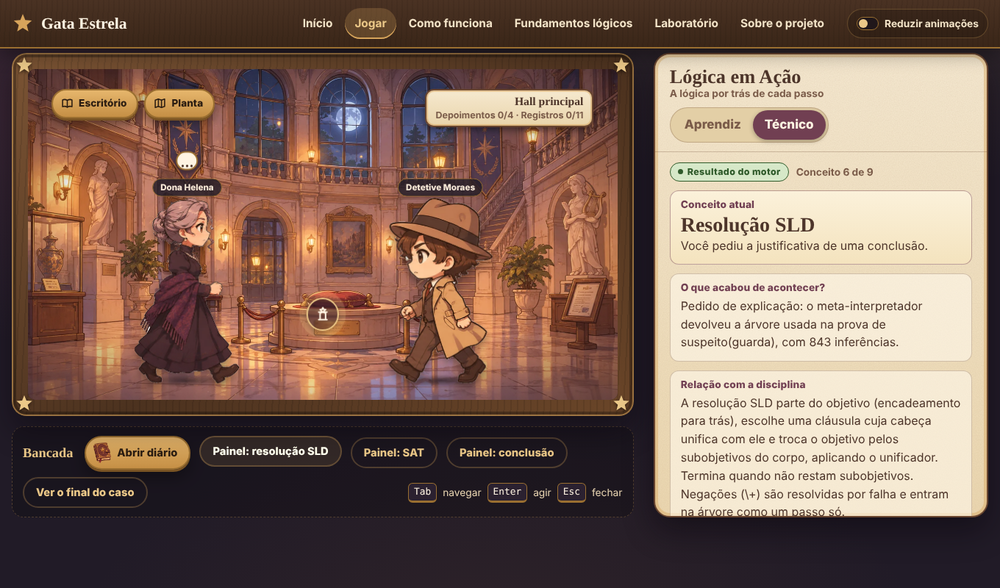 Gata Estrela
Início
Jogar
Como funciona
Fundamentos lógicos
Laboratório
Sobre o projeto
Reduzir animações
Escritório
Planta
Hall principal
Depoimentos 0/4 · Registros 0/11
...
Dona Helena
Detetive Moraes
Bancada
Abrir diário
Painel: resolução SLD
Painel: SAT
Painel: conclusão
Ver o final do caso
Tab navegar Enter agir Esc fechar
Lógica em Ação
A lógica por trás de cada passo
Aprendiz
Técnico
Resultado do motor
Conceito 6 de 9
Conceito atual
Resolução SLD
Você pediu a justificativa de uma conclusão.
O que acabou de acontecer?
Pedido de explicação: o meta-interpretador
devolveu a árvore usada na prova de
suspeito(guarda), com 843 inferências.
Relação com a disciplina
A resolução SLD parte do objetivo (encadeamento
para trás), escolhe uma cláusula cuja cabeça
unifica com ele e troca o objetivo pelos
subobjetivos do corpo, aplicando o unificador.
Termina quando não restam subobjetivos.
Negações (\+) são resolvidas por falha e entram
na árvore como um passo só.